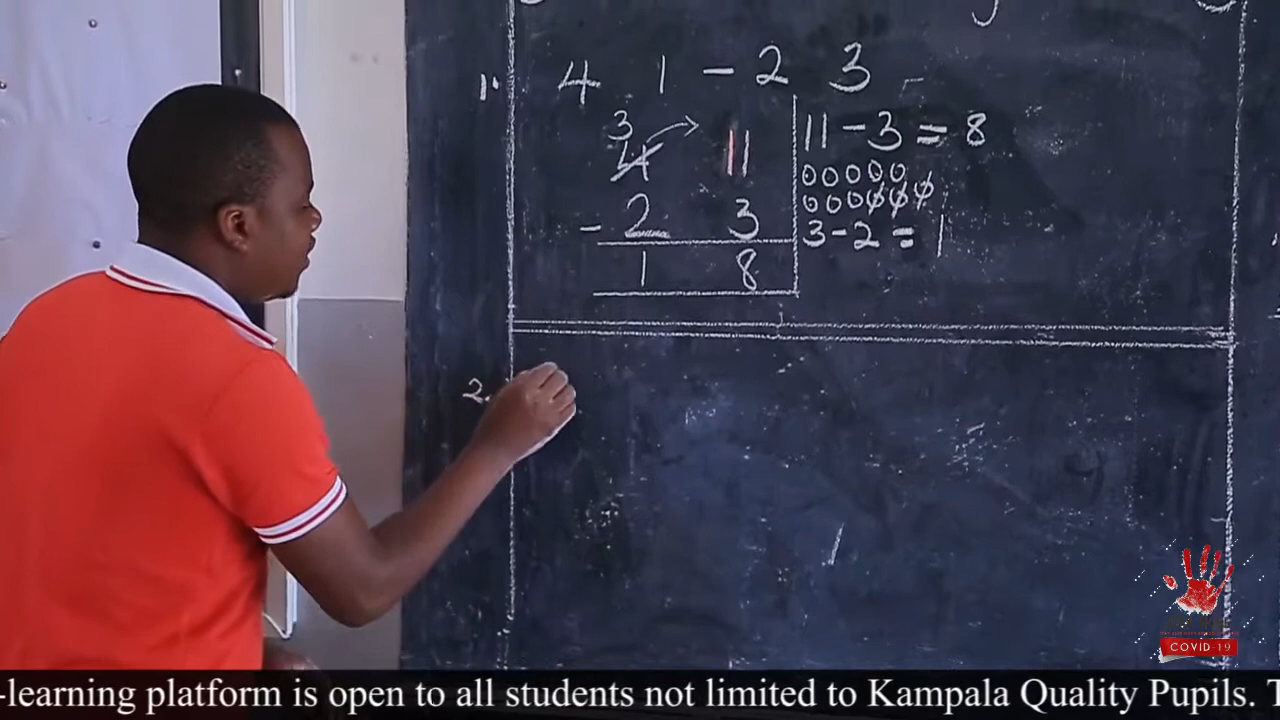 1. 4 1 - 2 3
3
4 11
- 2 3
1 8
11 - 3 = 8
3 - 2 = 1
2.
COVID-19
-learning platform is open to all students not limited to Kampala Quality Pupils. T